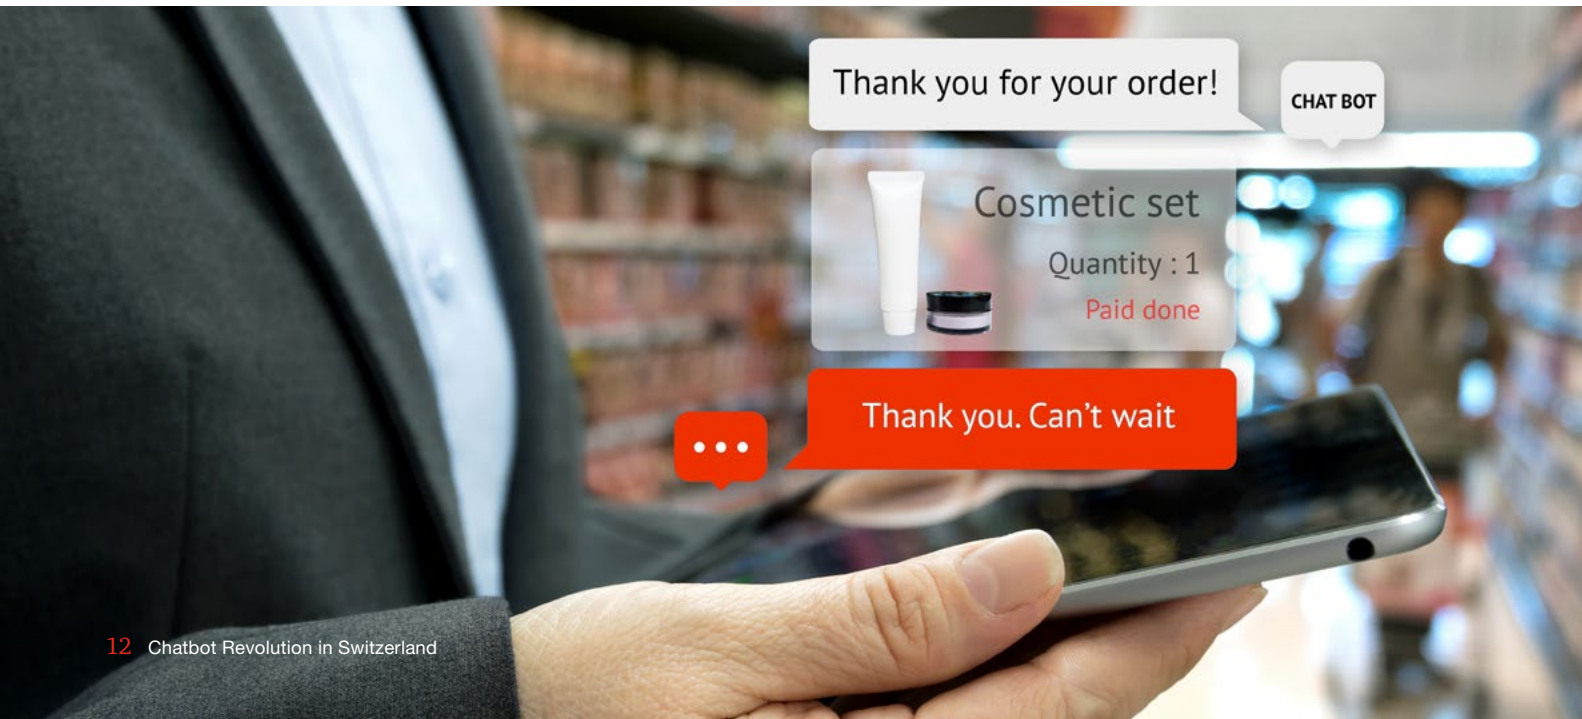 Thank you for your order!
CHAT BOT
Cosmetic set
Quantity : 1
Paid done
Thank you. Can’t wait
12 Chatbot Revolution in Switzerland